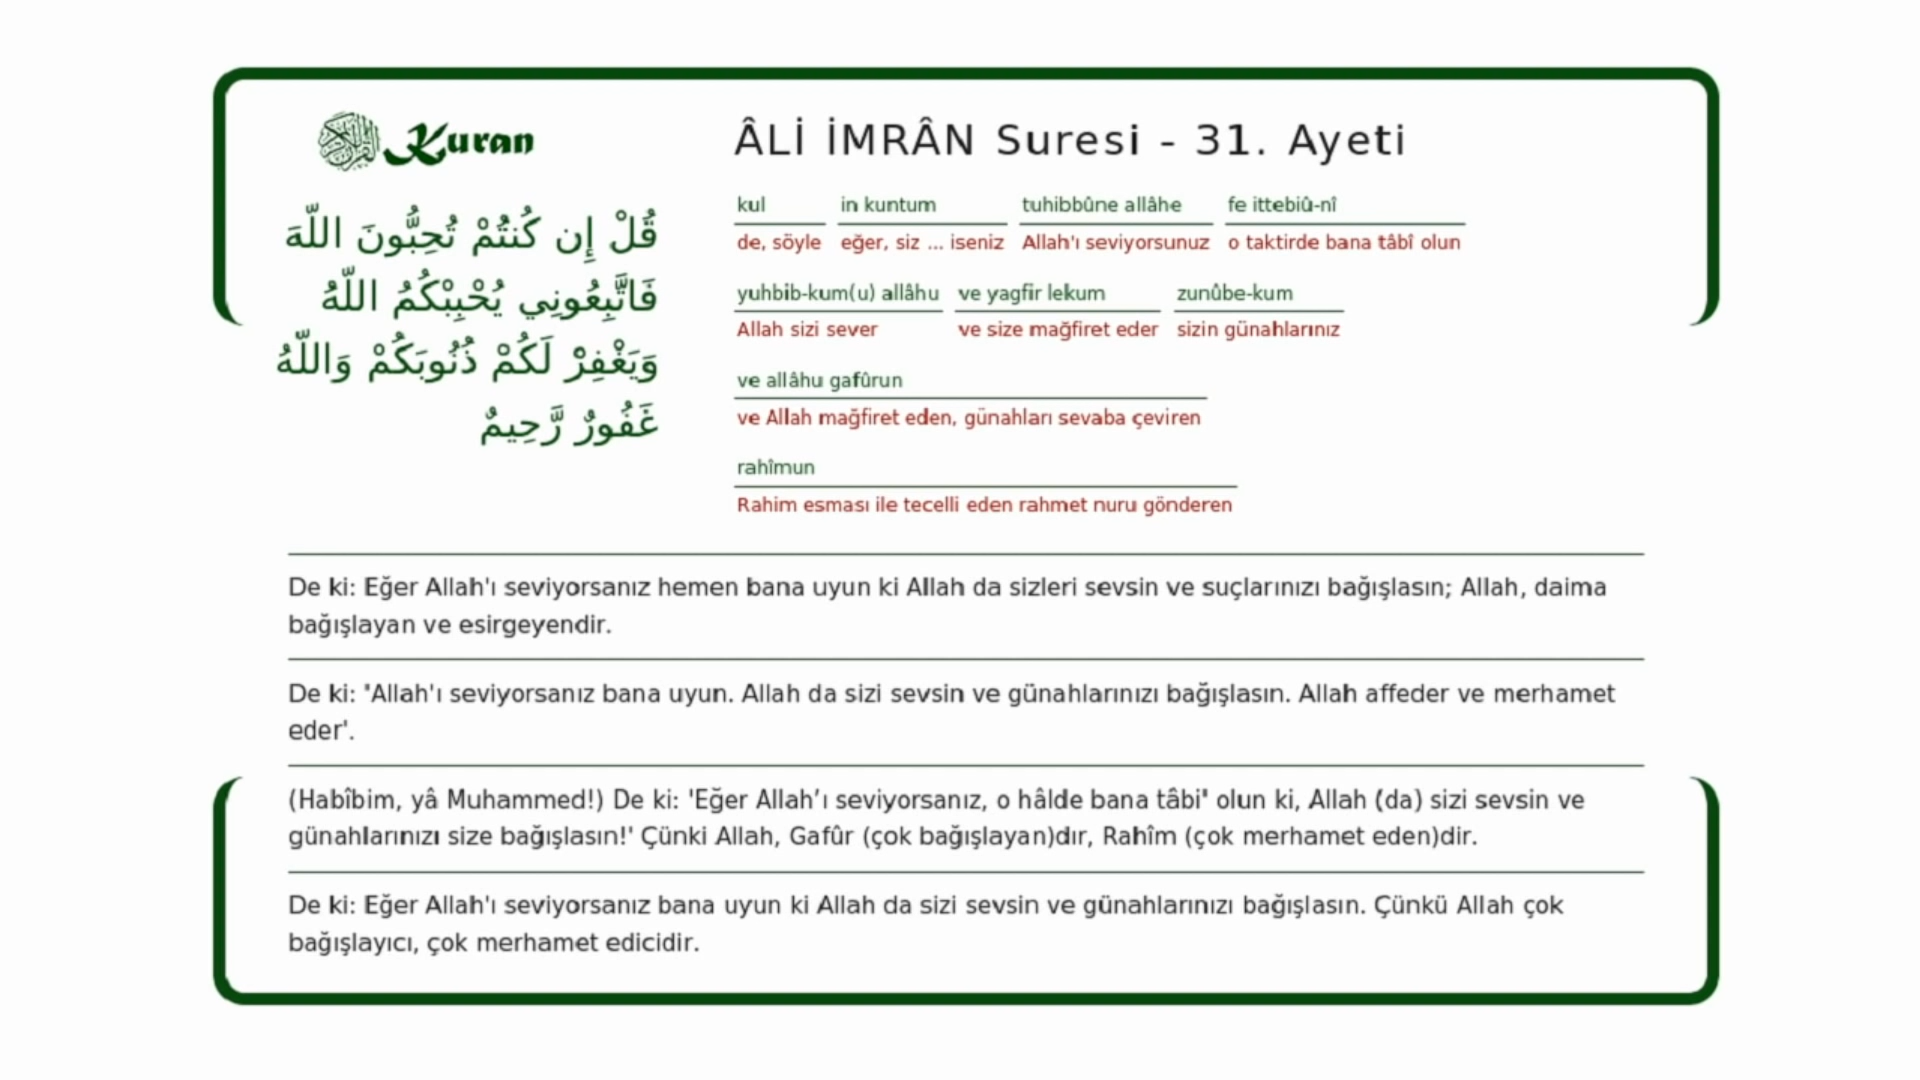 Kuran
قُلْ إِن كُنتُمْ تُحِبُّونَ اللّهَ
فَاتَّبِعُونِي يُحْبِبْكُمُ اللّهُ
وَيَغْفِرْ لَكُمْ ذُنُوبَكُمْ وَاللّهُ
غَفُورٌ رَّحِيمٌ
ÂLİ İMRÂN Suresi - 31. Ayeti
kul in kuntum tuhibbûne allâhe fe ittebiû-nî
de, söyle eğer, siz ... iseniz Allah'ı seviyorsunuz o taktirde bana tâbî olun
yuhbib-kum(u) allâhu ve yagfir lekum zunûbe-kum
Allah sizi sever ve size mağfiret eder sizin günahlarınız
ve allâhu gafûrun
ve Allah mağfiret eden, günahları sevaba çeviren
rahîmun
Rahim esması ile tecelli eden rahmet nuru gönderen
De ki: Eğer Allah'ı seviyorsanız hemen bana uyun ki Allah da sizleri sevsin ve suçlarınızı bağışlasın; Allah, daima
bağışlayan ve esirgeyendir.
De ki: 'Allah'ı seviyorsanız bana uyun. Allah da sizi sevsin ve günahlarınızı bağışlasın. Allah affeder ve merhamet
eder'.
(Habîbim, yâ Muhammed!) De ki: 'Eğer Allah’ı seviyorsanız, o hâlde bana tâbi' olun ki, Allah (da) sizi sevsin ve
günahlarınızı size bağışlasın!' Çünki Allah, Gafûr (çok bağışlayan)dır, Rahîm (çok merhamet eden)dir.
De ki: Eğer Allah'ı seviyorsanız bana uyun ki Allah da sizi sevsin ve günahlarınızı bağışlasın. Çünkü Allah çok
bağışlayıcı, çok merhamet edicidir.